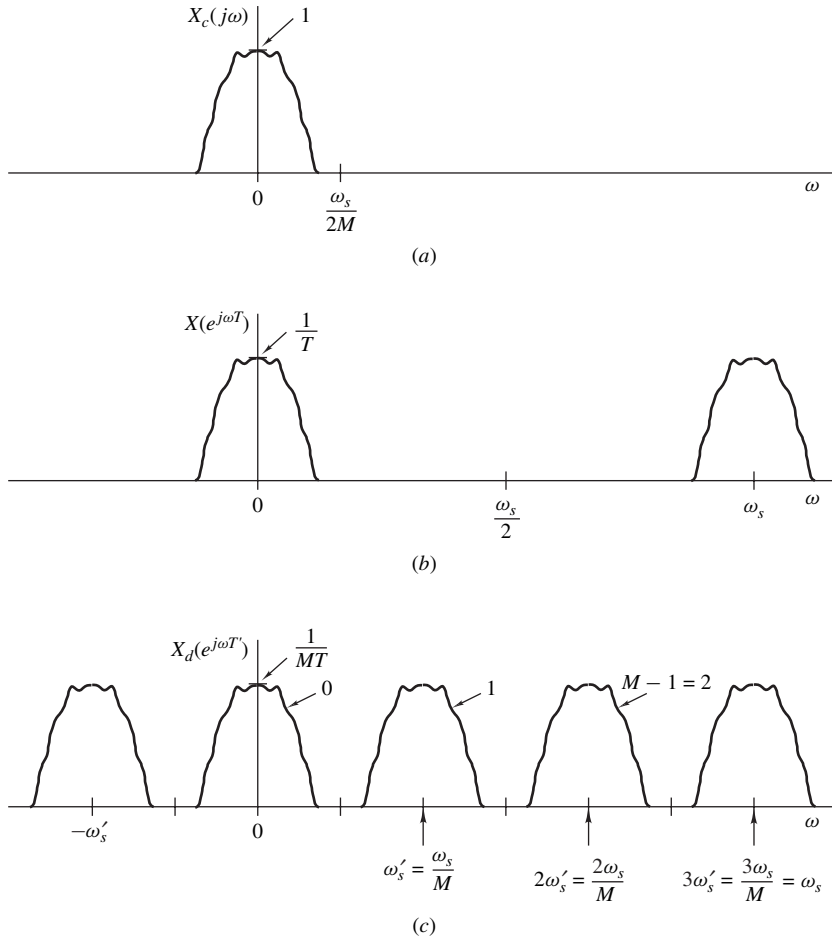 X_c(jω)
1
0
ω_s/2M
ω
(a)
X(e^{jωT})
1/T
0
ω_s/2
ω_s
ω
(b)
X_d(e^{jωT'})
1/MT
0
1
M − 1 = 2
−ω_s'
0
ω
ω_s' = ω_s/M
2ω_s' = 2ω_s/M
3ω_s' = 3ω_s/M = ω_s
(c)